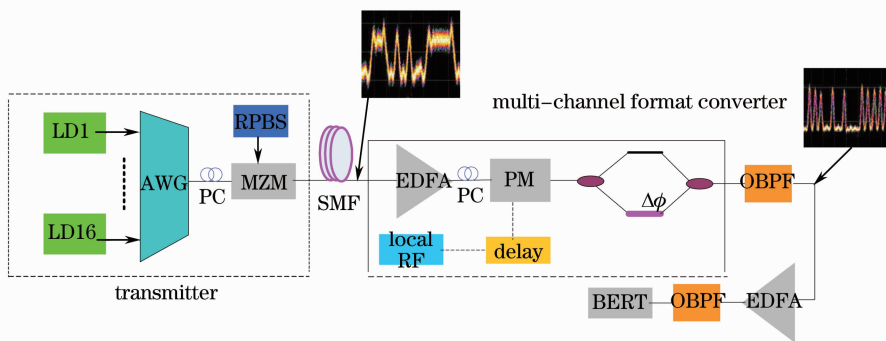 LD1
LD16
AWG
PC
RPBS
MZM
transmitter
SMF
multi-channel format converter
EDFA
PC
PM
local
RF
delay
Δϕ
OBPF
EDFA
OBPF
BERT